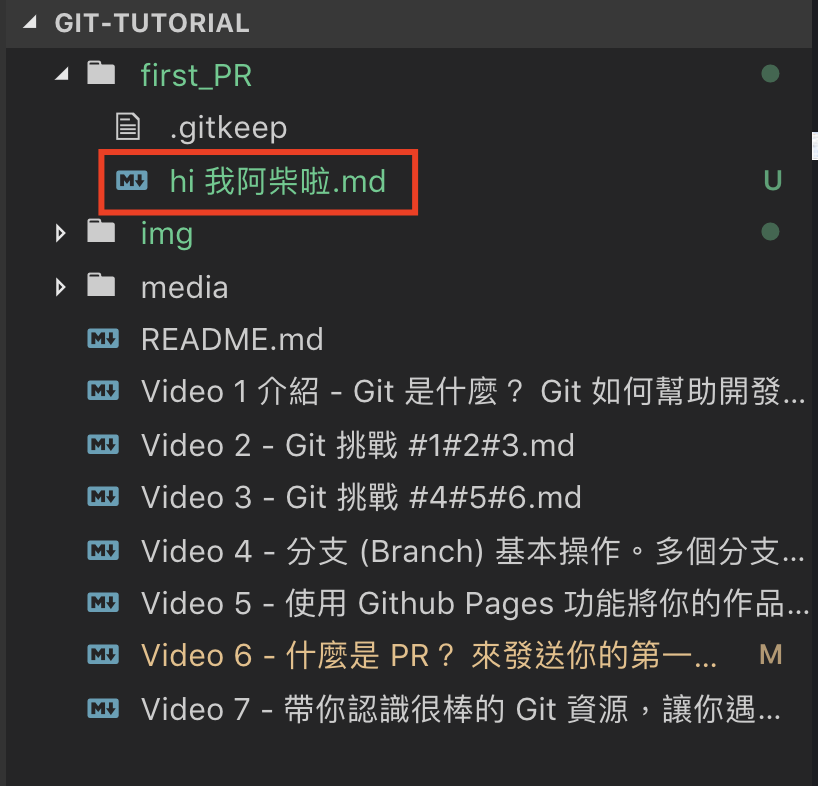 GIT-TUTORIAL
first_PR
.gitkeep
M↓ hi 我阿柴啦.md U
img
media
M↓ README.md
M↓ Video 1 介紹 - Git 是什麼？ Git 如何幫助開發...
M↓ Video 2 - Git 挑戰 #1#2#3.md
M↓ Video 3 - Git 挑戰 #4#5#6.md
M↓ Video 4 - 分支 (Branch) 基本操作。多個分支...
M↓ Video 5 - 使用 Github Pages 功能將你的作品...
M↓ Video 6 - 什麼是 PR？ 來發送你的第一... M
M↓ Video 7 - 帶你認識很棒的 Git 資源，讓你遇...